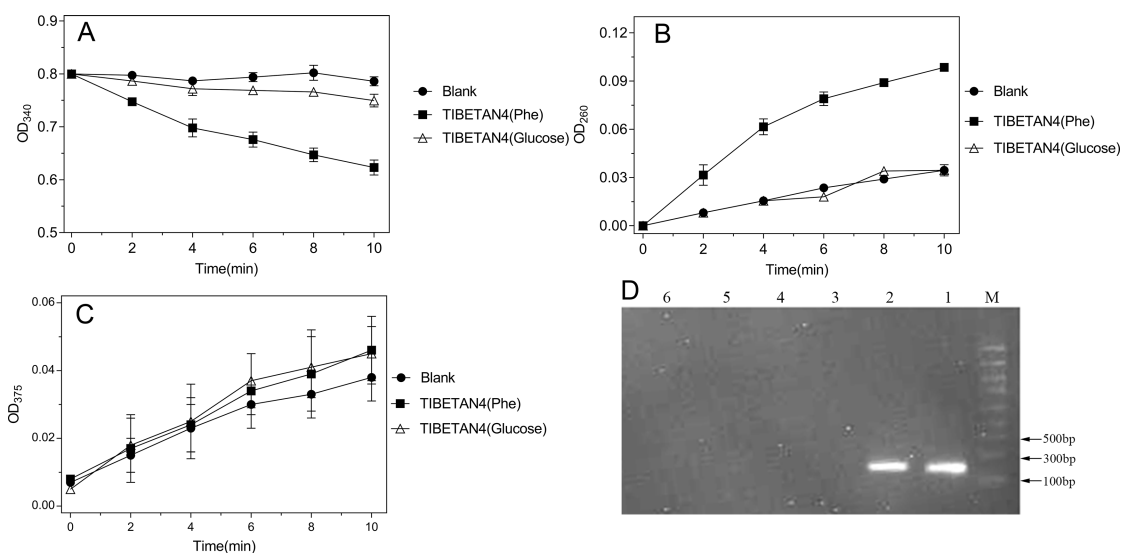 A
0.9
0.8
0.7
0.6
0.5
OD340
0 2 4 6 8 10
Time(min)
Blank
TIBETAN4(Phe)
TIBETAN4(Glucose)
B
0.12
0.09
0.06
0.03
0.00
OD260
0 2 4 6 8 10
Time(min)
Blank
TIBETAN4(Phe)
TIBETAN4(Glucose)
C
0.06
0.04
0.02
0.00
OD375
0 2 4 6 8 10
Time(min)
Blank
TIBETAN4(Phe)
TIBETAN4(Glucose)
D
6 5 4 3 2 1 M
500bp
300bp
100bp